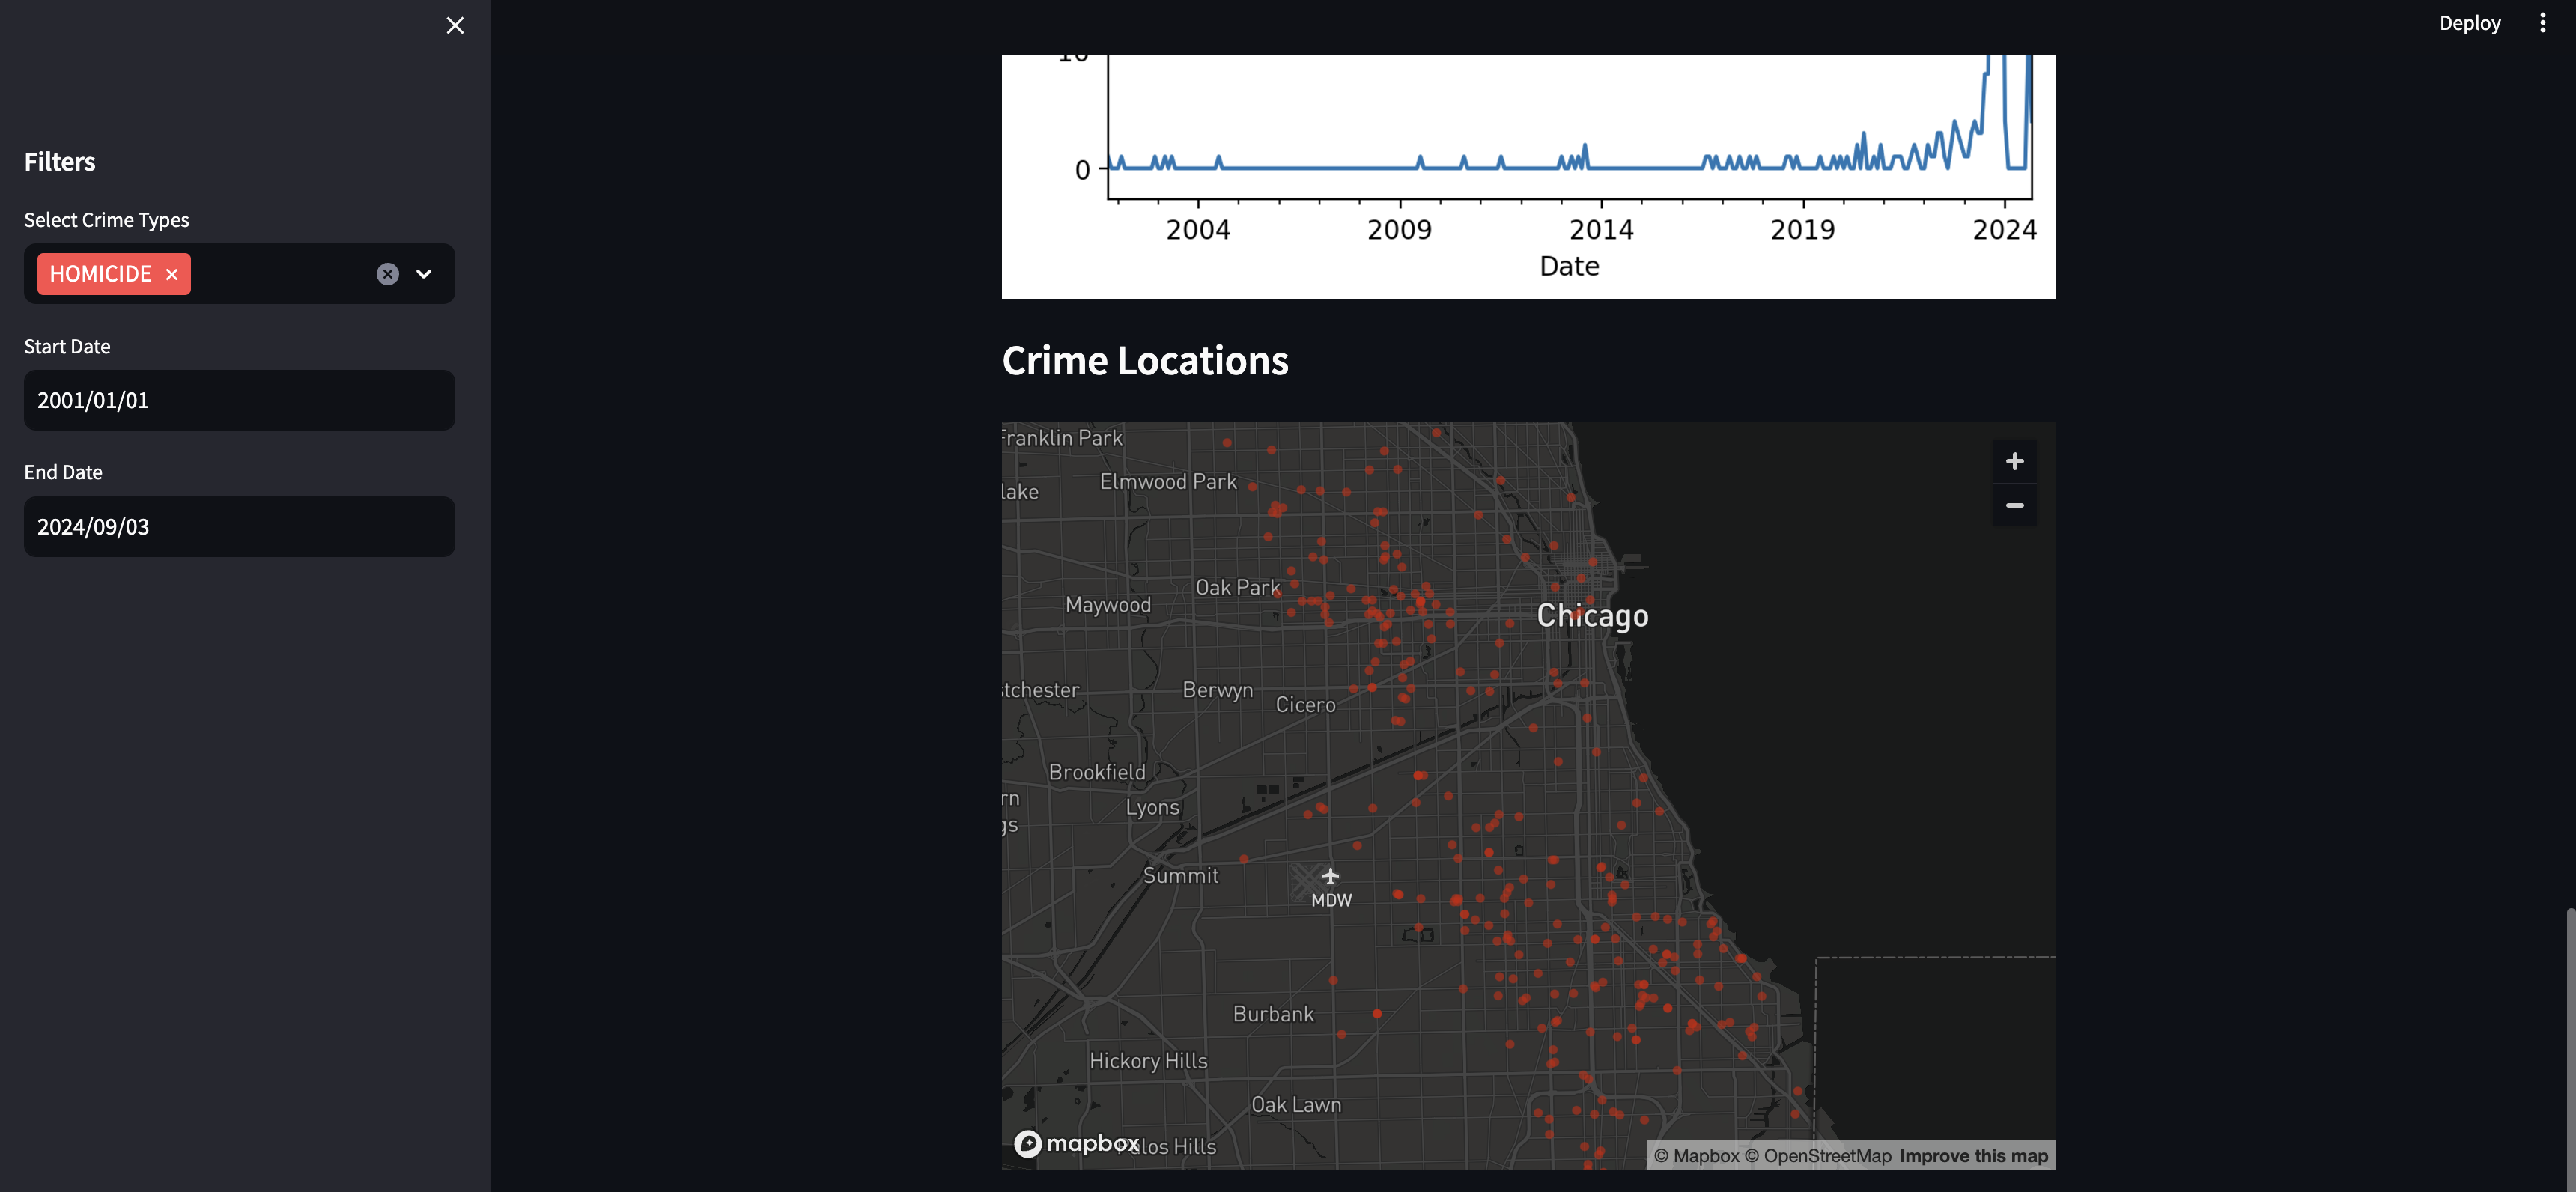 Deploy
Filters
Select Crime Types
HOMICIDE
Start Date
2001/01/01
End Date
2024/09/03
10
0
2004 2009 2014 2019 2024
Date
Crime Locations
Franklin Park
Elmwood Park
lake
Oak Park
Maywood
Chicago
tchester
Berwyn
Cicero
Brookfield
rn
gs
Lyons
Summit
MDW
Burbank
Hickory Hills
Oak Lawn
mapbox
Palos Hills
© Mapbox © OpenStreetMap Improve this map